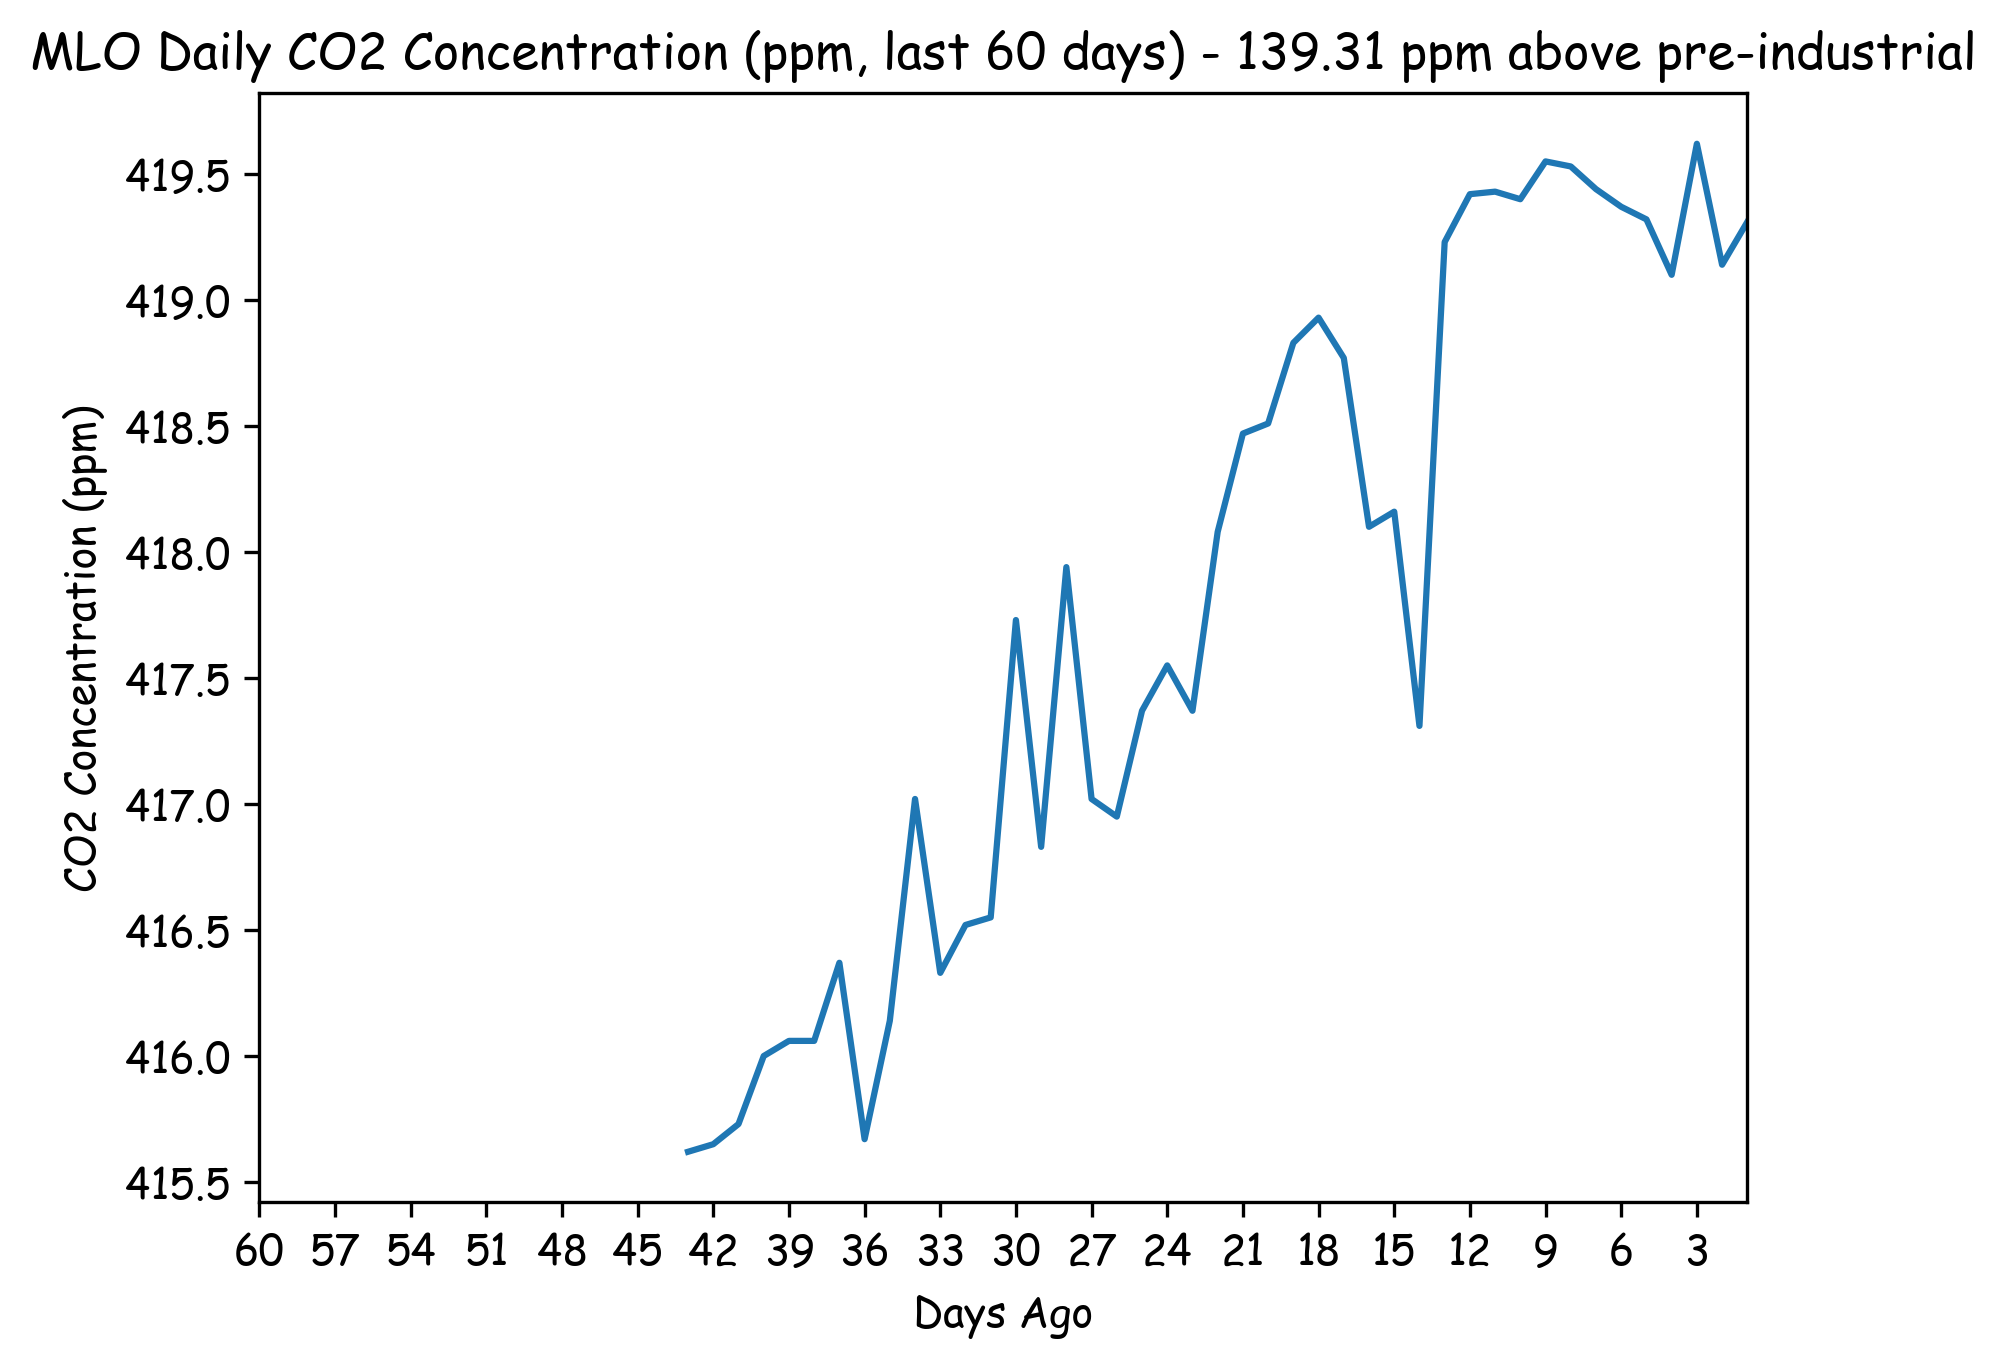 MLO Daily CO2 Concentration (ppm, last 60 days) - 139.31 ppm above pre-industrial
CO2 Concentration (ppm)
419.5
419.0
418.5
418.0
417.5
417.0
416.5
416.0
415.5
60 57 54 51 48 45 42 39 36 33 30 27 24 21 18 15 12 9 6 3
Days Ago